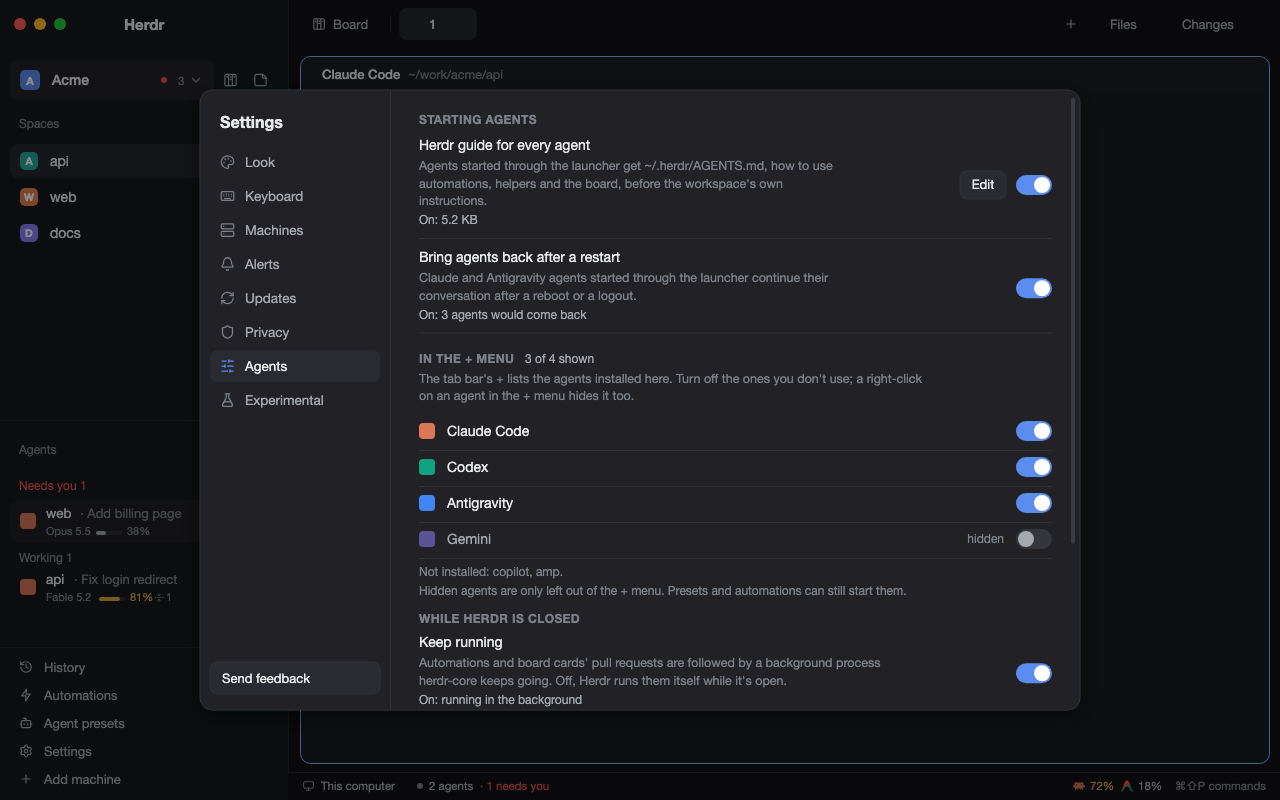 Herdr
Board
1
+
Files
Changes
A Acme 3
Claude Code ~/work/acme/api
Spaces
A api
W web
D docs
Agents
Needs you 1
web · Add billing page
Opus 5.5 38%
Working 1
api · Fix login redirect
Fable 5.2 81% 1
History
Automations
Agent presets
Settings
Add machine
Settings
Look
Keyboard
Machines
Alerts
Updates
Privacy
Agents
Experimental
Send feedback
STARTING AGENTS
Herdr guide for every agent
Agents started through the launcher get ~/.herdr/AGENTS.md, how to use
automations, helpers and the board, before the workspace's own
instructions.
On: 5.2 KB
Edit
Bring agents back after a restart
Claude and Antigravity agents started through the launcher continue their
conversation after a reboot or a logout.
On: 3 agents would come back
IN THE + MENU 3 of 4 shown
The tab bar's + lists the agents installed here. Turn off the ones you don't use; a right-click
on an agent in the + menu hides it too.
Claude Code
Codex
Antigravity
Gemini hidden
Not installed: copilot, amp.
Hidden agents are only left out of the + menu. Presets and automations can still start them.
WHILE HERDR IS CLOSED
Keep running
Automations and board cards' pull requests are followed by a background process
herdr-core keeps going. Off, Herdr runs them itself while it's open.
On: running in the background
This computer
2 agents · 1 needs you
72% 18% ⌘⇧P commands